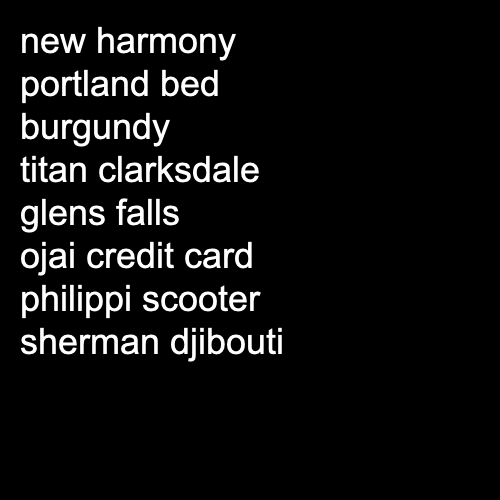 new harmony
portland bed
burgundy
titan clarksdale
glens falls
ojai credit card
philippi scooter
sherman djibouti